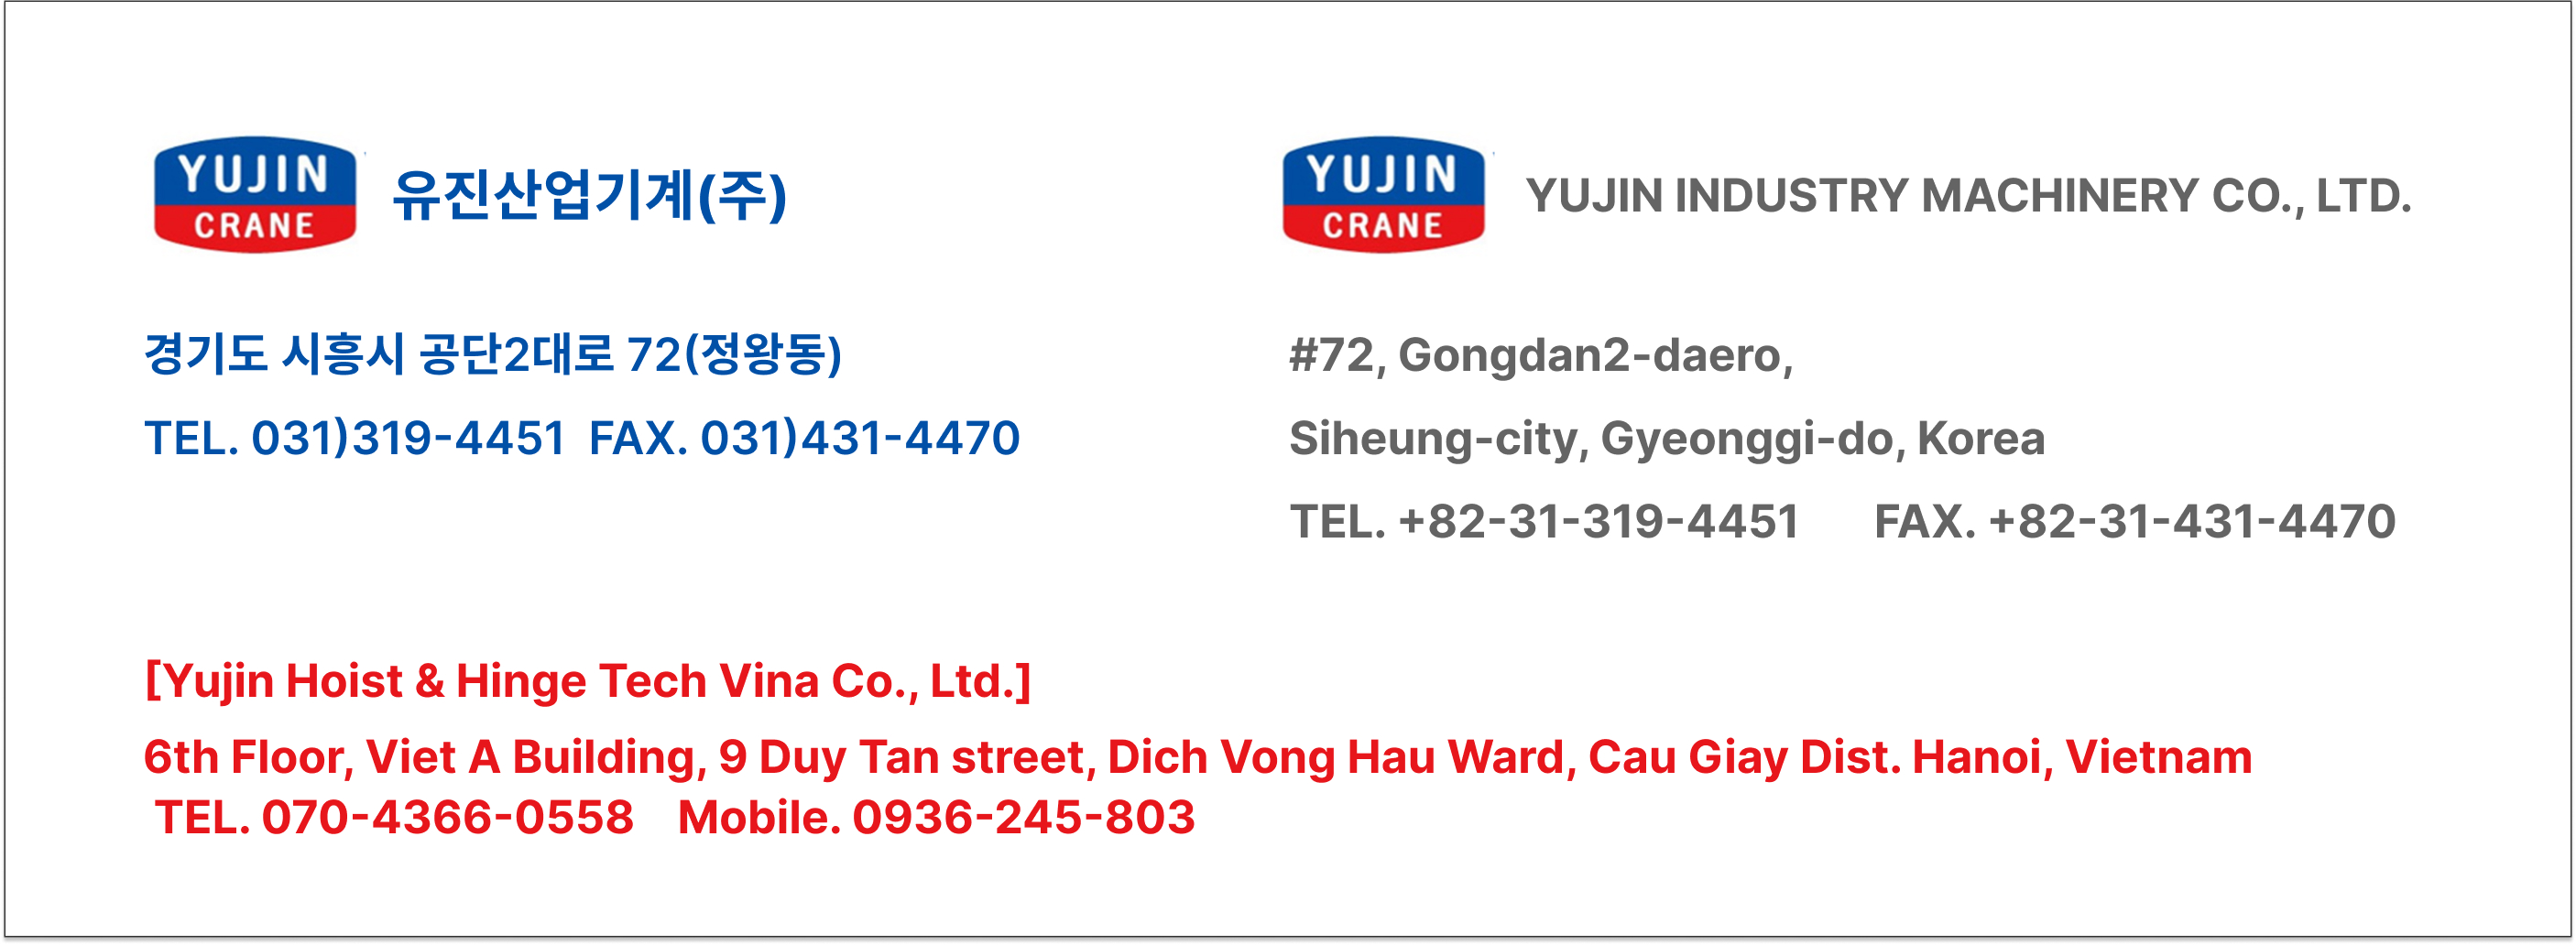 YUJIN
CRANE
유진산업기계(주)
경기도 시흥시 공단2대로 72(정왕동)
TEL. 031)319-4451 FAX. 031)431-4470
YUJIN
CRANE
YUJIN INDUSTRY MACHINERY CO., LTD.
#72, Gongdan2-daero,
Siheung-city, Gyeonggi-do, Korea
TEL. +82-31-319-4451 FAX. +82-31-431-4470
[Yujin Hoist & Hinge Tech Vina Co., Ltd.]
6th Floor, Viet A Building, 9 Duy Tan street, Dich Vong Hau Ward, Cau Giay Dist. Hanoi, Vietnam
TEL. 070-4366-0558 Mobile. 0936-245-803